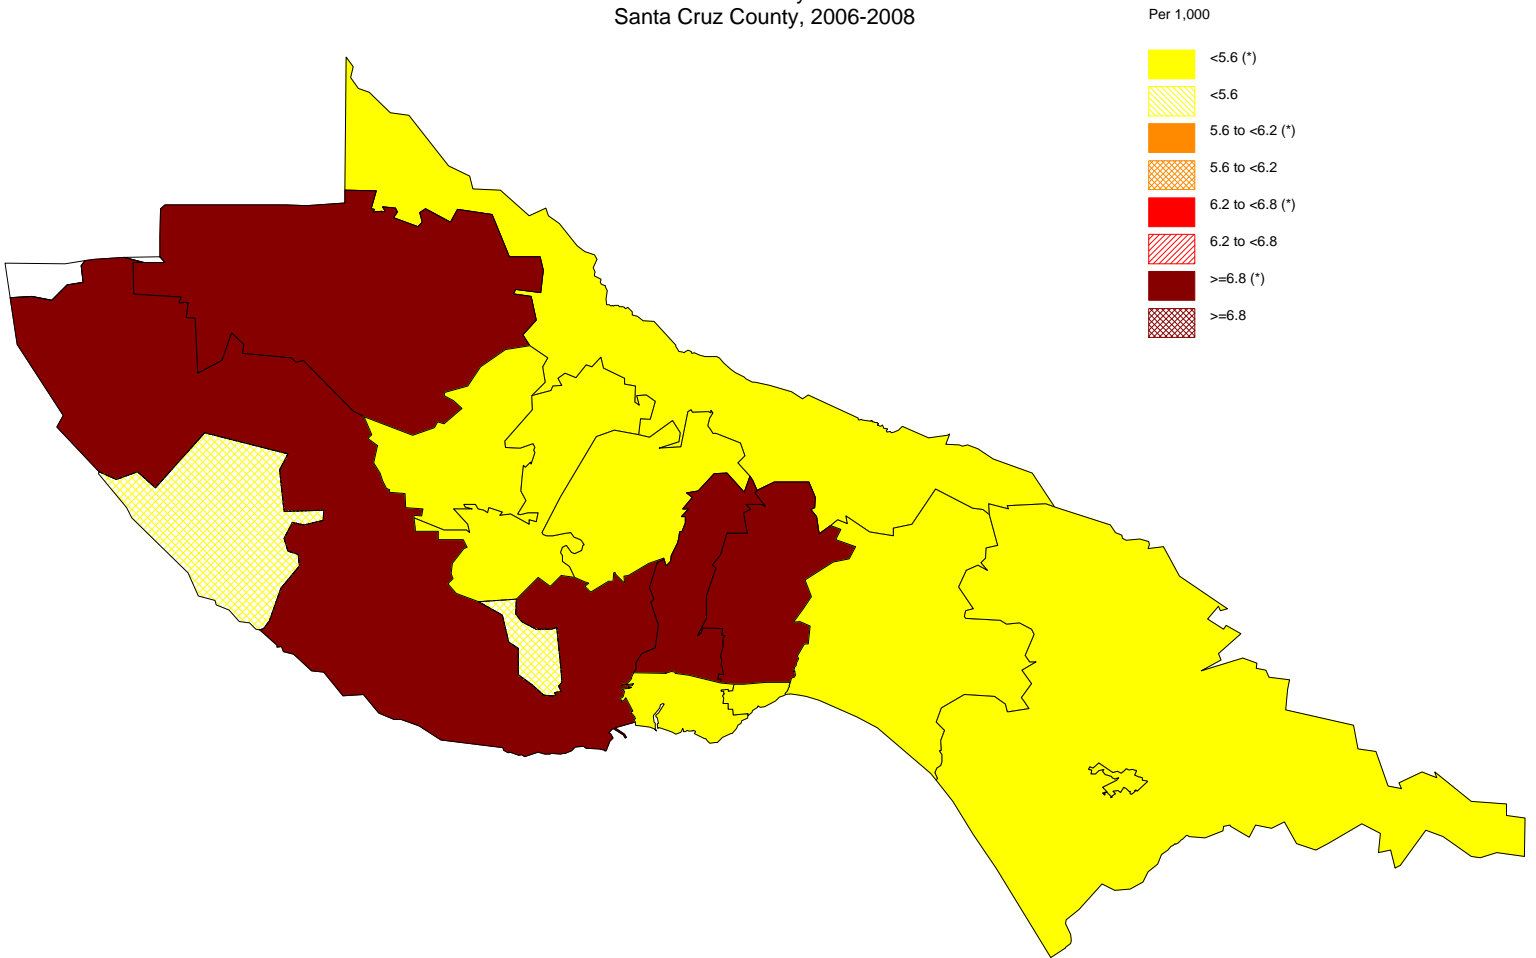 Santa Cruz County, 2006-2008
Per 1,000
<5.6 (*)
<5.6
5.6 to <6.2 (*)
5.6 to <6.2
6.2 to <6.8 (*)
6.2 to <6.8
>=6.8 (*)
>=6.8